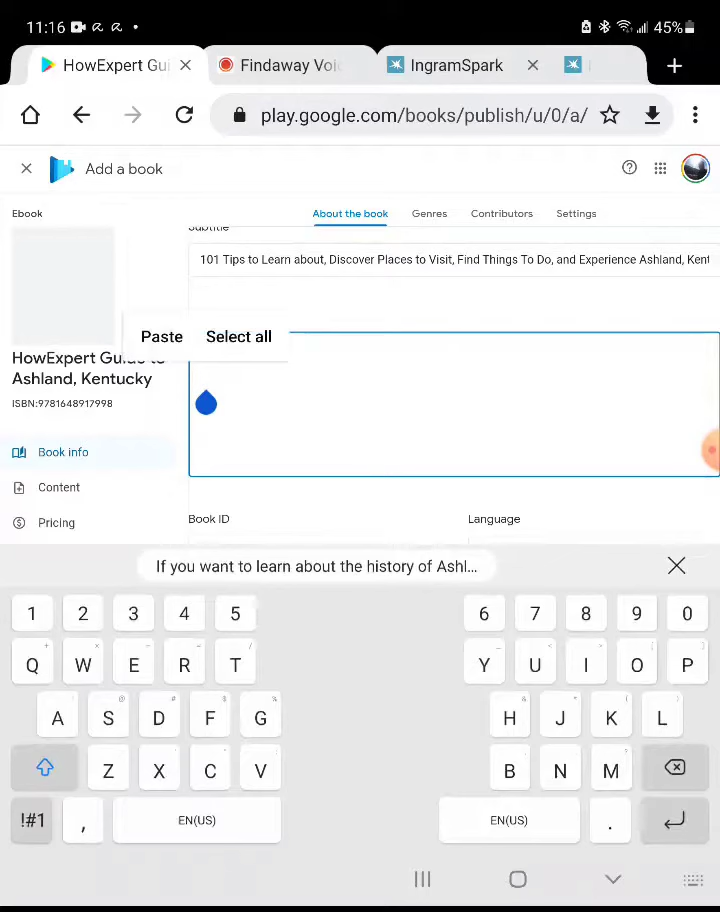 11:16
45%
HowExpert Gui
Findaway Voi
IngramSpark
play.google.com/books/publish/u/0/a/
Add a book
Ebook
About the book
Genres
Contributors
Settings
Subtitle
101 Tips to Learn about, Discover Places to Visit, Find Things To Do, and Experience Ashland, Kent
Paste
Select all
HowExpert Guide to
Ashland, Kentucky
ISBN:9781648917998
Book info
Content
Pricing
Book ID
Language
If you want to learn about the history of Ashl...
1 2 3 4 5 6 7 8 9 0
Q W E R T Y U I O P
A S D F G H J K L
Z X C V B N M
!#1 , EN(US) EN(US) .